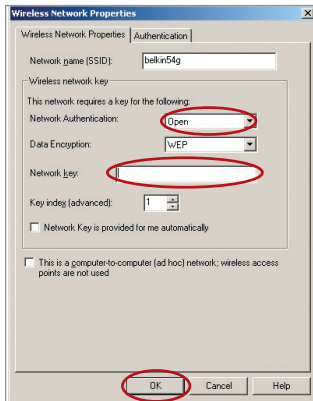 Wireless Network Properties
Wireless Network Properties Authentication
Network name (SSID): belkin54g
Wireless network key
This network requires a key for the following:
Network Authentication: Open
Data Encryption: WEP
Network key:
Key index (advanced): 1
Network Key is provided for me automatically
This is a computer-to-computer (ad hoc) network; wireless access
points are not used
OK Cancel Help